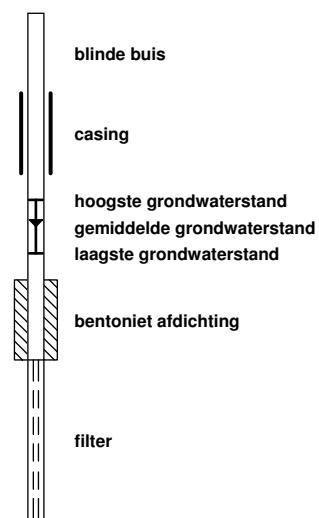 blinde buis
casing
hoogste grondwaterstand
gemiddelde grondwaterstand
laagste grondwaterstand
bentoniet afdichting
filter